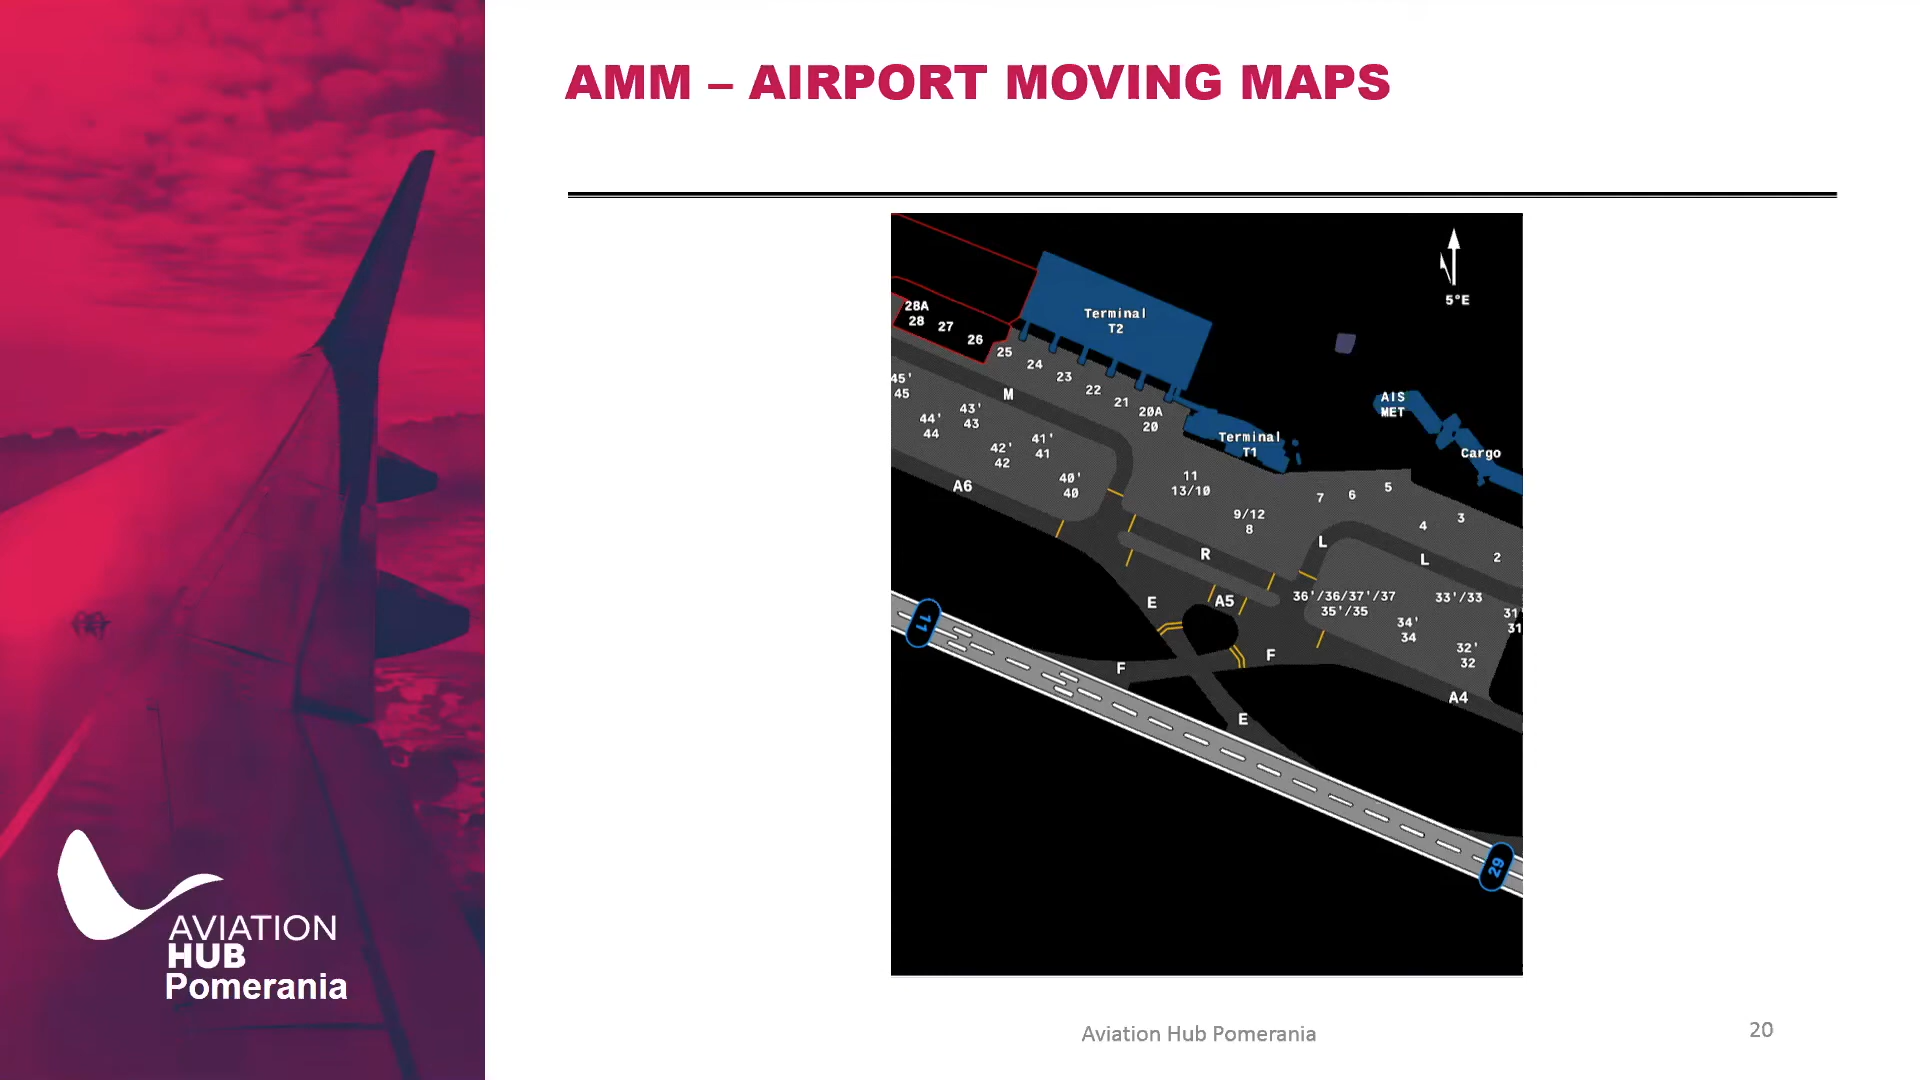 AMM – AIRPORT MOVING MAPS
5°E
Terminal
T2
28A
28
27
26
25
24
23
22
21
20A
20
M
45'
45
44'
44
43'
43
42'
42
41'
41
40'
40
A6
Terminal
T1
AIS
MET
Cargo
11
13/10
9/12
8
7
6
5
4
3
2
L
L
R
E
A5
36'/36/37'/37
35'/35
33'/33
34'
34
31'
31
32'
32
11
F
F
E
A4
29
AVIATION
HUB
Pomerania
Aviation Hub Pomerania
20